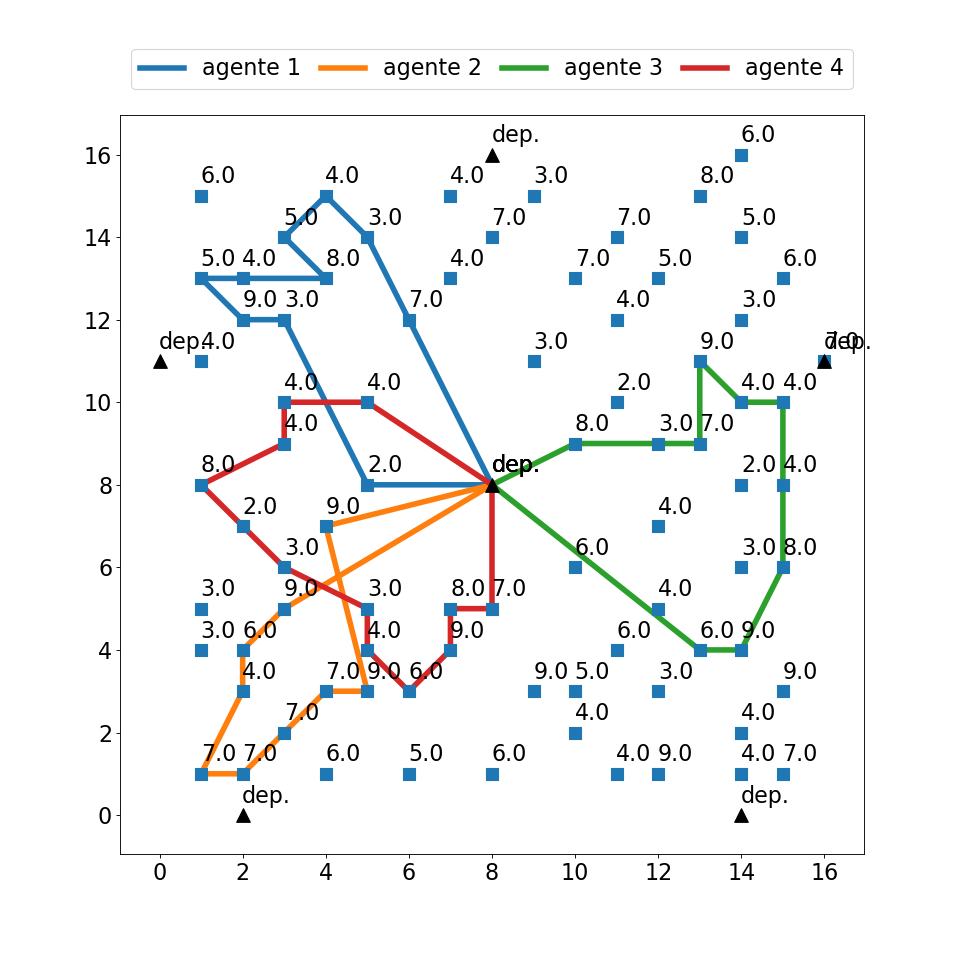 agente 1 agente 2 agente 3 agente 4
dep. 6.0
16
6.0 4.0 4.0 3.0 8.0
5.0 3.0 7.0 7.0 5.0
14
5.0 4.0 8.0 4.0 7.0 5.0 6.0
9.0 3.0 7.0 4.0 3.0
12
dep. 4.0 3.0 9.0 7.0 dep.
4.0 4.0 2.0 4.0 4.0
10
4.0 8.0 3.0 7.0
8.0 2.0 dep. dep. 2.0 4.0
8
2.0 9.0 4.0
3.0 6.0 3.0 8.0
6
3.0 9.0 3.0 8.0 7.0 4.0
3.0 6.0 4.0 9.0 6.0 6.0 9.0
4
4.0 7.0 9.0 6.0 9.0 5.0 3.0 9.0
7.0 4.0 4.0
2
7.0 7.0 6.0 5.0 6.0 4.0 9.0 4.0 7.0
dep. dep.
0
0 2 4 6 8 10 12 14 16